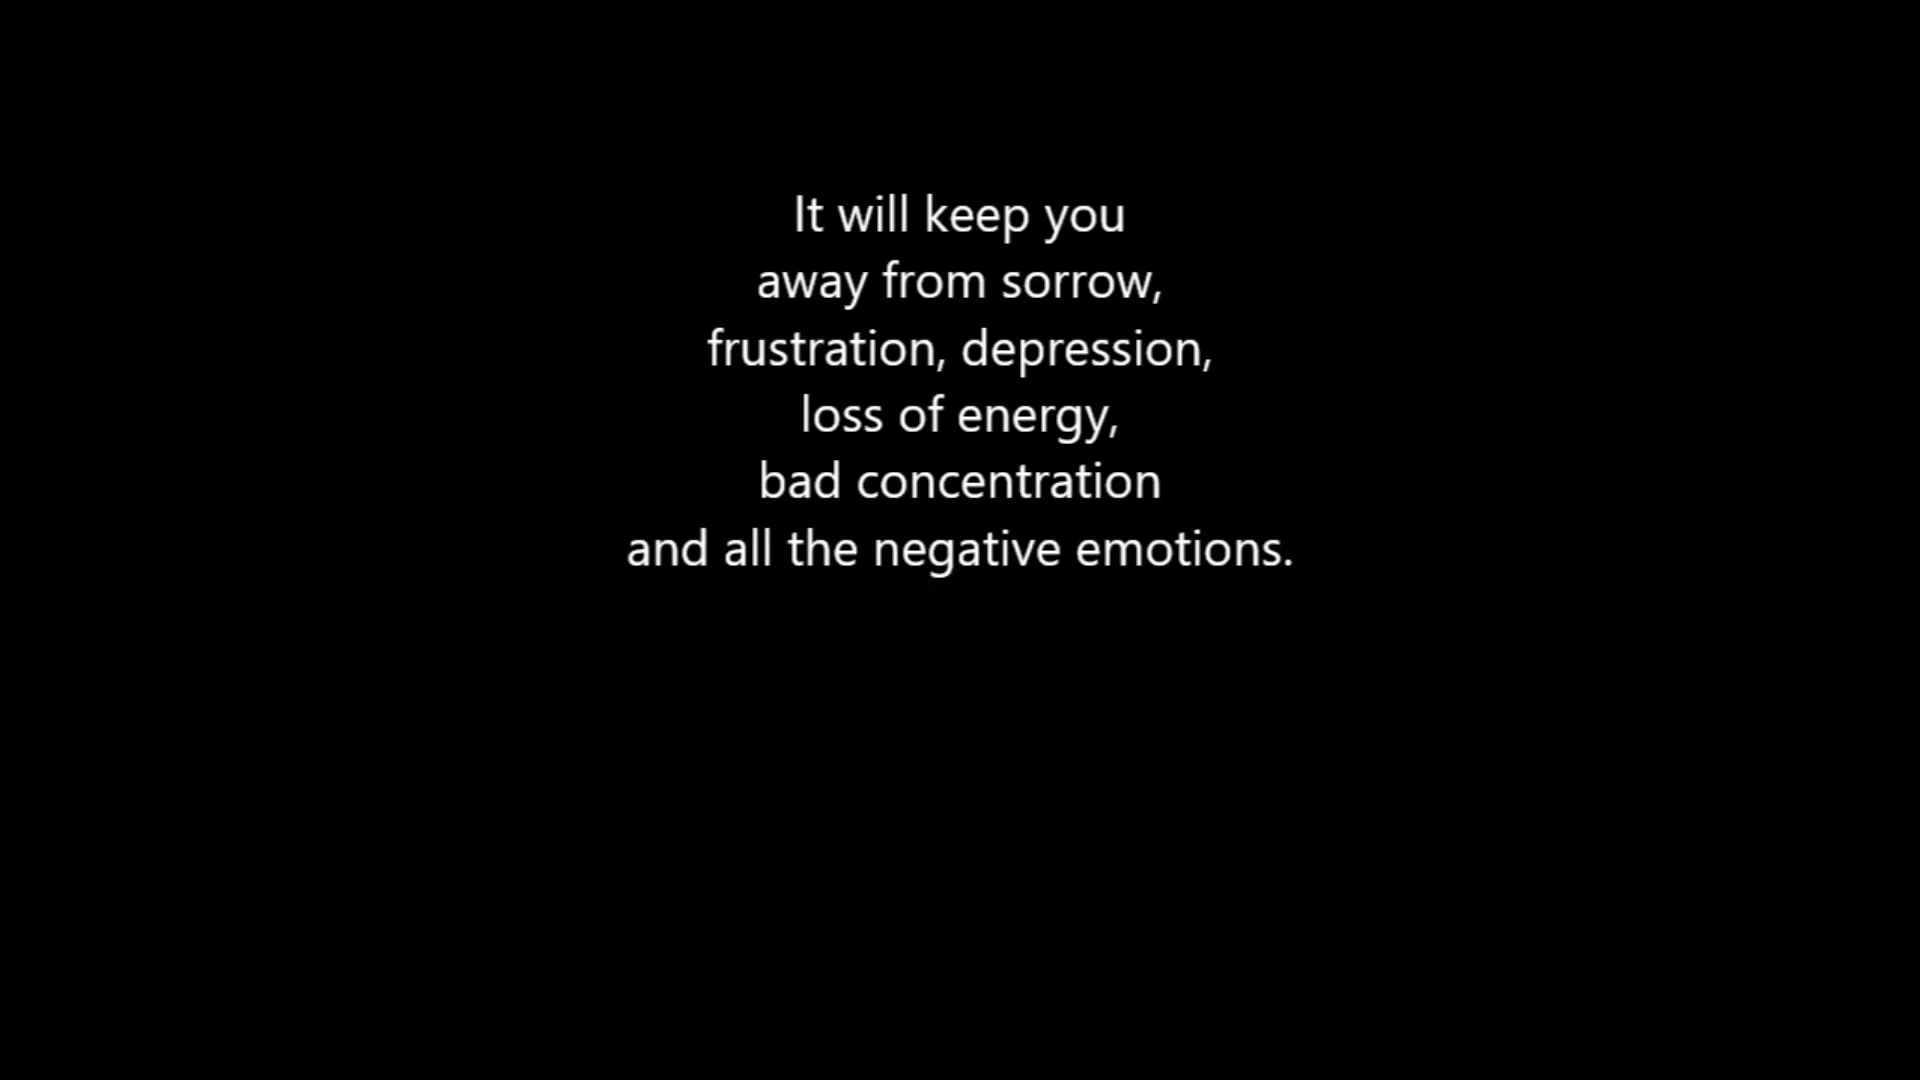 It will keep you
away from sorrow,
frustration, depression,
loss of energy,
bad concentration
and all the negative emotions.